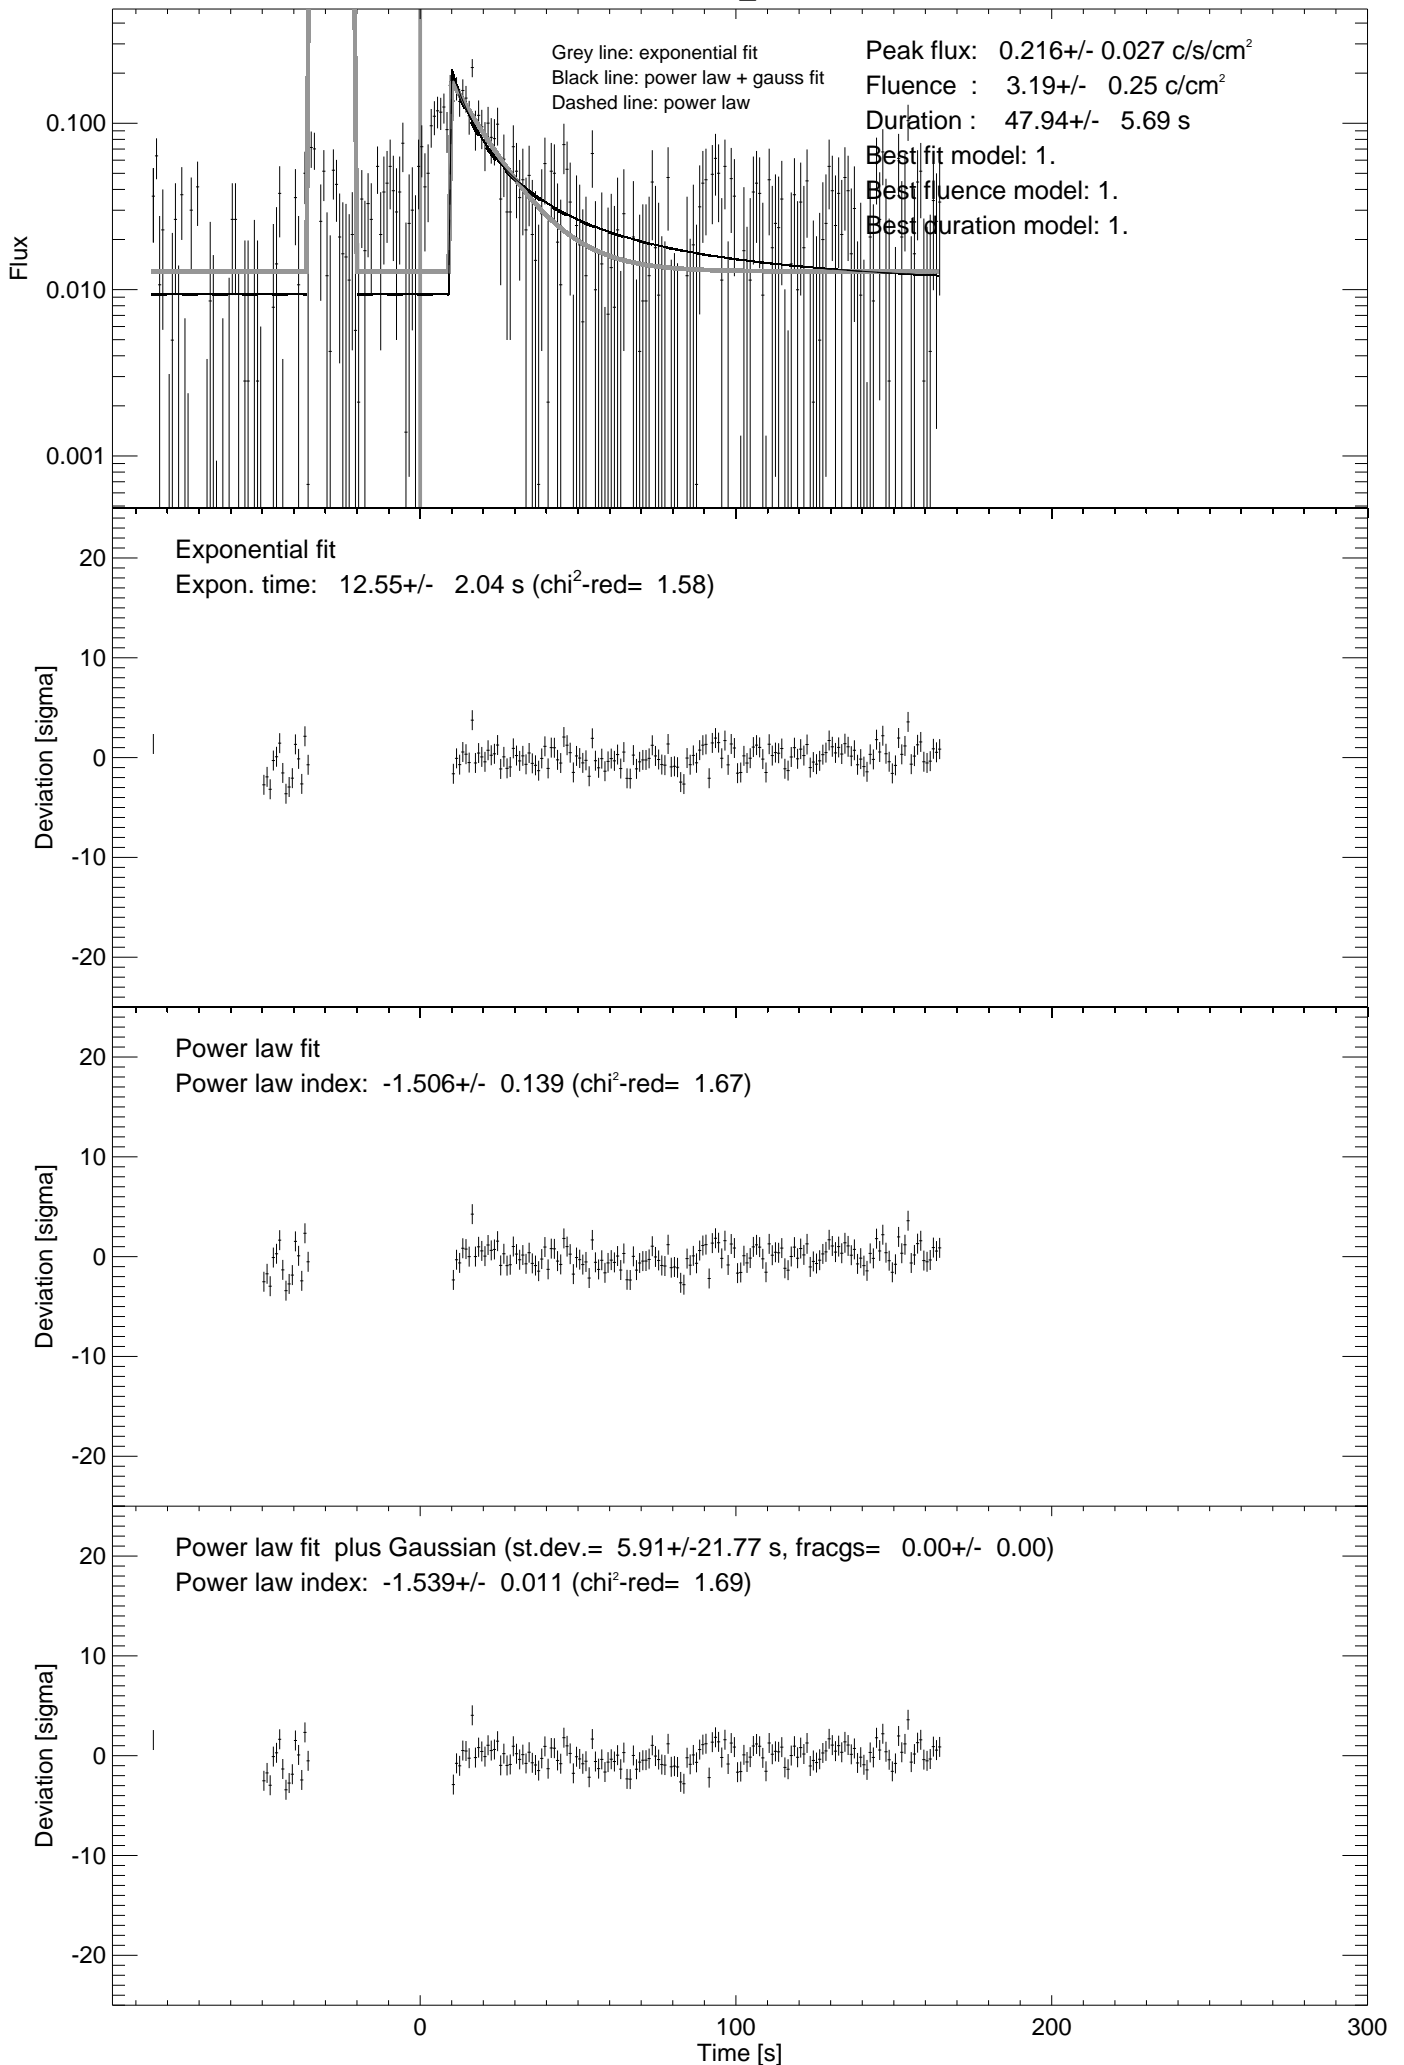 Grey line: exponential fit
Black line: power law + gauss fit
Dashed line: power law
Peak flux: 0.216+/- 0.027 c/s/cm²
Fluence : 3.19+/- 0.25 c/cm²
Duration : 47.94+/- 5.69 s
Best fit model: 1.
Best fluence model: 1.
Best duration model: 1.
0.100
0.010
0.001
Flux
Exponential fit
Expon. time: 12.55+/- 2.04 s (chi²-red= 1.58)
20
10
0
-10
-20
Deviation [sigma]
Power law fit
Power law index: -1.506+/- 0.139 (chi²-red= 1.67)
20
10
0
-10
-20
Deviation [sigma]
Power law fit plus Gaussian (st.dev.= 5.91+/-21.77 s, fracgs= 0.00+/- 0.00)
Power law index: -1.539+/- 0.011 (chi²-red= 1.69)
20
10
0
-10
-20
Deviation [sigma]
0 100 200 300
Time [s]